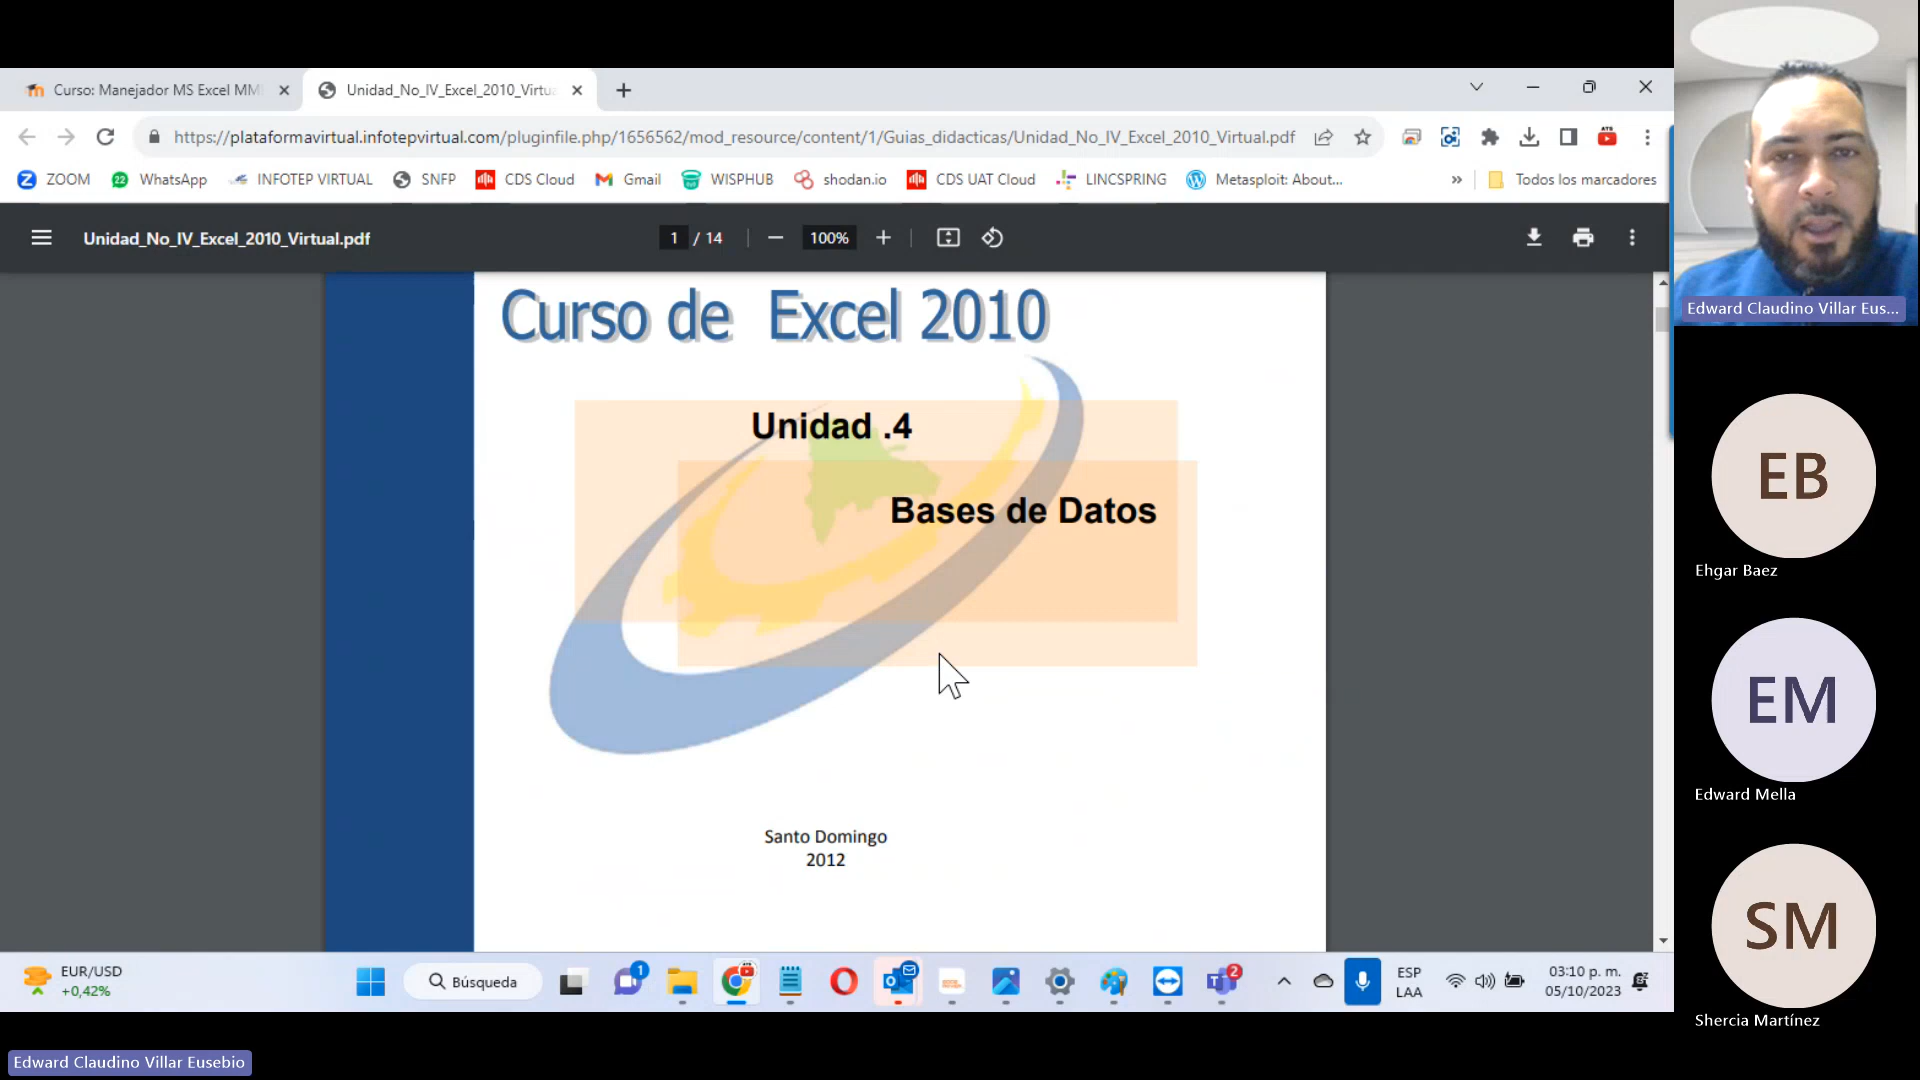 Curso: Manejador MS Excel MM
Unidad_No_IV_Excel_2010_Virtu
https://plataformavirtual.infotepvirtual.com/pluginfile.php/1656562/mod_resource/content/1/Guias_didacticas/Unidad_No_IV_Excel_2010_Virtual.pdf
ZOOM
22
WhatsApp
INFOTEP VIRTUAL
SNFP
CDS Cloud
Gmail
WISPHUB
shodan.io
CDS UAT Cloud
LINCSPRING
Metasploit: About...
»
Todos los marcadores
Unidad_No_IV_Excel_2010_Virtual.pdf
1 / 14
100%
Curso de Excel 2010
Unidad .4
Bases de Datos
Santo Domingo
2012
EUR/USD
+0,42%
Búsqueda
1
2
ESP
LAA
03:10 p. m.
05/10/2023
Edward Claudino Villar Eus...
EB
Ehgar Baez
EM
Edward Mella
SM
Shercia Martínez
Edward Claudino Villar Eusebio